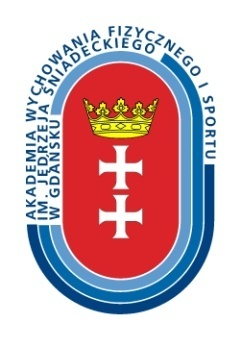 AKADEMIA WYCHOWANIA FIZYCZNEGO I SPORTU
IM. JĘDRZEJA ŚNIADECKIEGO
W GDAŃSKU